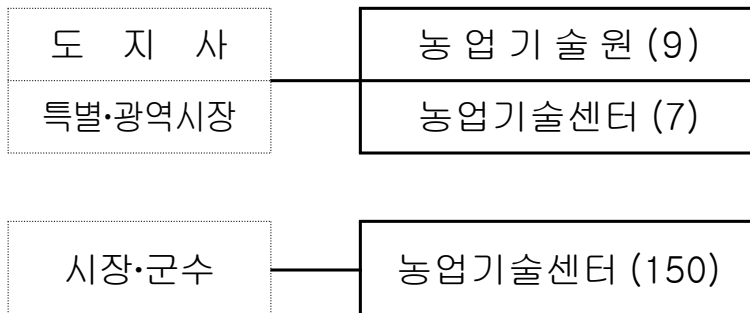 도 지 사
농 업 기 술 원 (9)
특별·광역시장
농업기술센터 (7)
시장·군수
농업기술센터 (150)